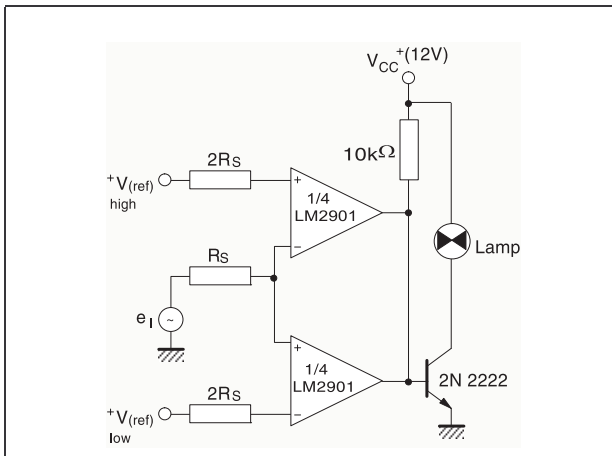 VCC+(12V)
10kΩ
2RS
+V(ref)
high
1/4
LM2901
RS
Lamp
eI
~
1/4
LM2901
2N 2222
2RS
+V(ref)
low